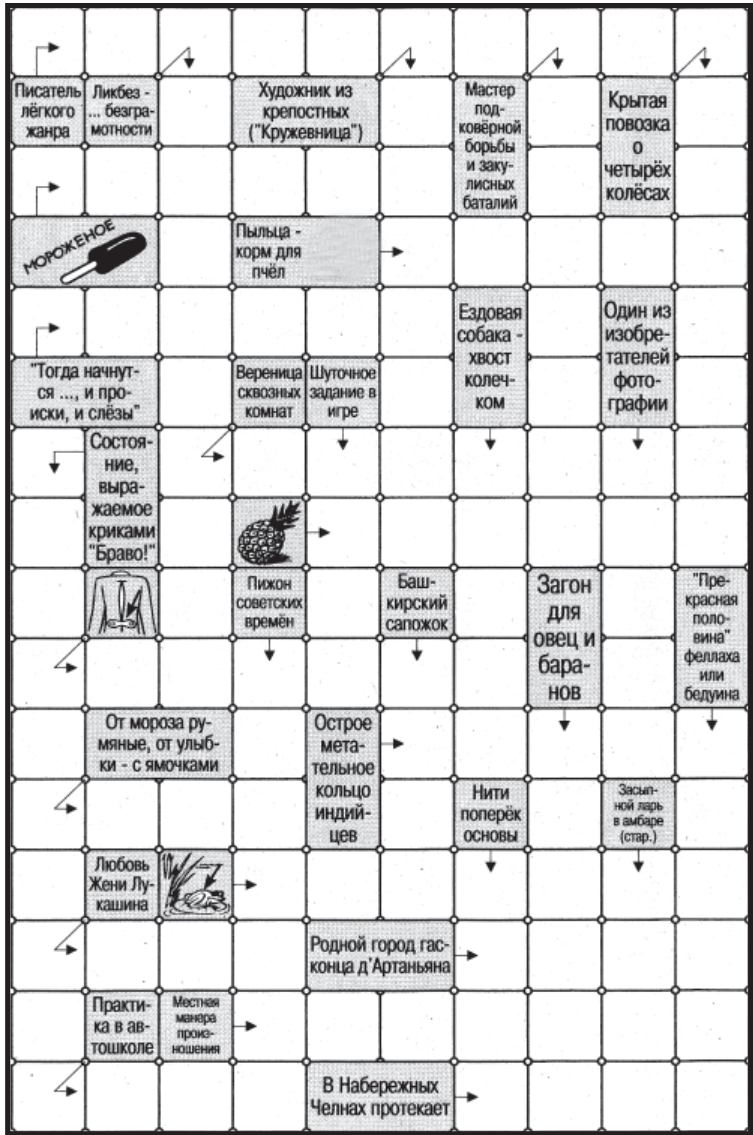 Писатель
лёгкого
жанра
Ликбез -
... безгра-
мотности
Художник из
крепостных
("Кружевница")
Мастер
под-
ковёрной
борьбы
и заку-
лисных
баталий
Крытая
повозка
о
четырёх
колёсах
МОРОЖЕНОЕ
Пыльца -
корм для
пчёл
Ездовая
собака -
хвост
колеч-
ком
Один из
изобре-
тателей
фото-
графии
"Тогда начнут-
ся ..., и про-
иски, и слёзы"
Вереница
сквозных
комнат
Шуточное
задание в
игре
Состоя-
ние,
выра-
жаемое
криками
"Браво!"
Пижон
советских
времён
Баш-
кирский
сапожок
Загон
для
овец и
бара-
нов
"Пре-
красная
поло-
вина"
феллаха
или
бедуина
От мороза ру-
мяные, от улыб-
ки - с ямочками
Острое
мета-
тельное
кольцо
индий-
цев
Нити
поперёк
основы
Засып-
ной ларь
в амбаре
(стар.)
Любовь
Жени Лу-
кашина
Родной город гас-
конца д'Артаньяна
Практи-
ка в ав-
тошколе
Местная
манера
произ-
ношения
В Набережных
Челнах протекает